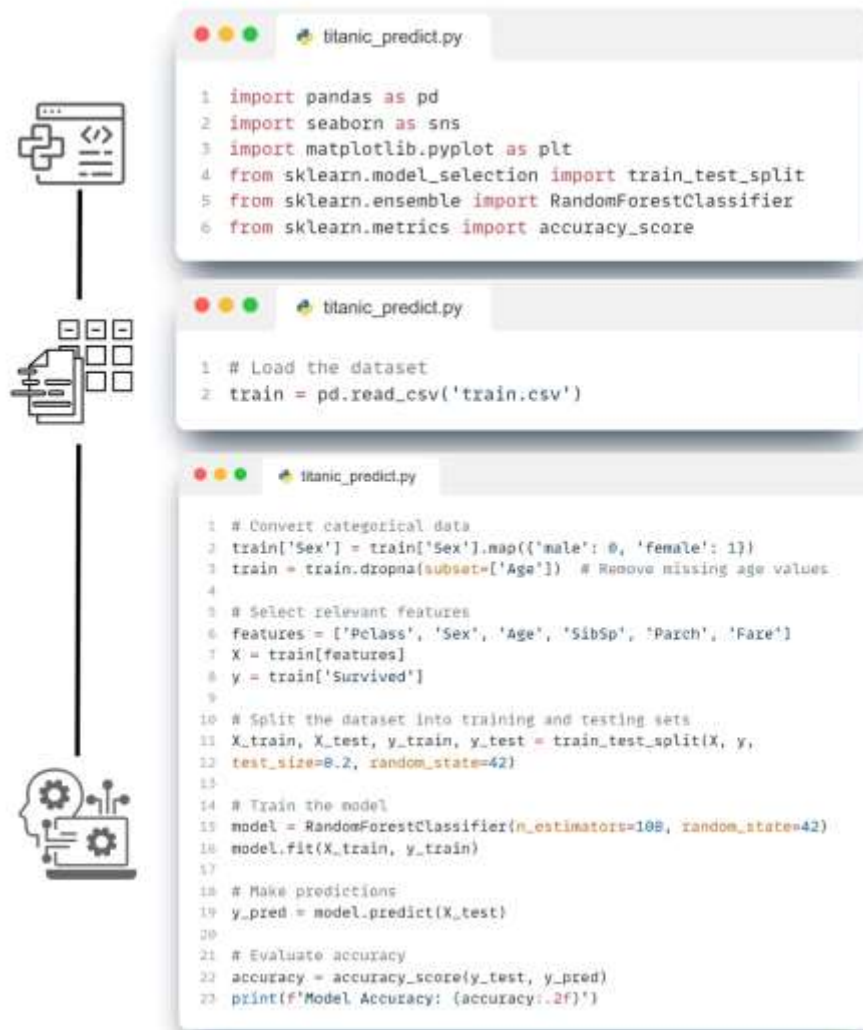 titanic_predict.py
1 import pandas as pd
2 import seaborn as sns
3 import matplotlib.pyplot as plt
4 from sklearn.model_selection import train_test_split
5 from sklearn.ensemble import RandomForestClassifier
6 from sklearn.metrics import accuracy_score
titanic_predict.py
1 # Load the dataset
2 train = pd.read_csv('train.csv')
titanic_predict.py
1 # Convert categorical data
2 train['Sex'] = train['Sex'].map({'male': 0, 'female': 1})
3 train = train.dropna(subset=['Age']) # Remove missing age values
4
5 # Select relevant features
6 features = ['Pclass', 'Sex', 'Age', 'SibSp', 'Parch', 'Fare']
7 X = train[features]
8 y = train['Survived']
9
10 # Split the dataset into training and testing sets
11 X_train, X_test, y_train, y_test = train_test_split(X, y,
12 test_size=0.2, random_state=42)
13
14 # Train the model
15 model = RandomForestClassifier(n_estimators=100, random_state=42)
16 model.fit(X_train, y_train)
17
18 # Make predictions
19 y_pred = model.predict(X_test)
20
21 # Evaluate accuracy
22 accuracy = accuracy_score(y_test, y_pred)
23 print(f'Model Accuracy: {accuracy:.2f}')